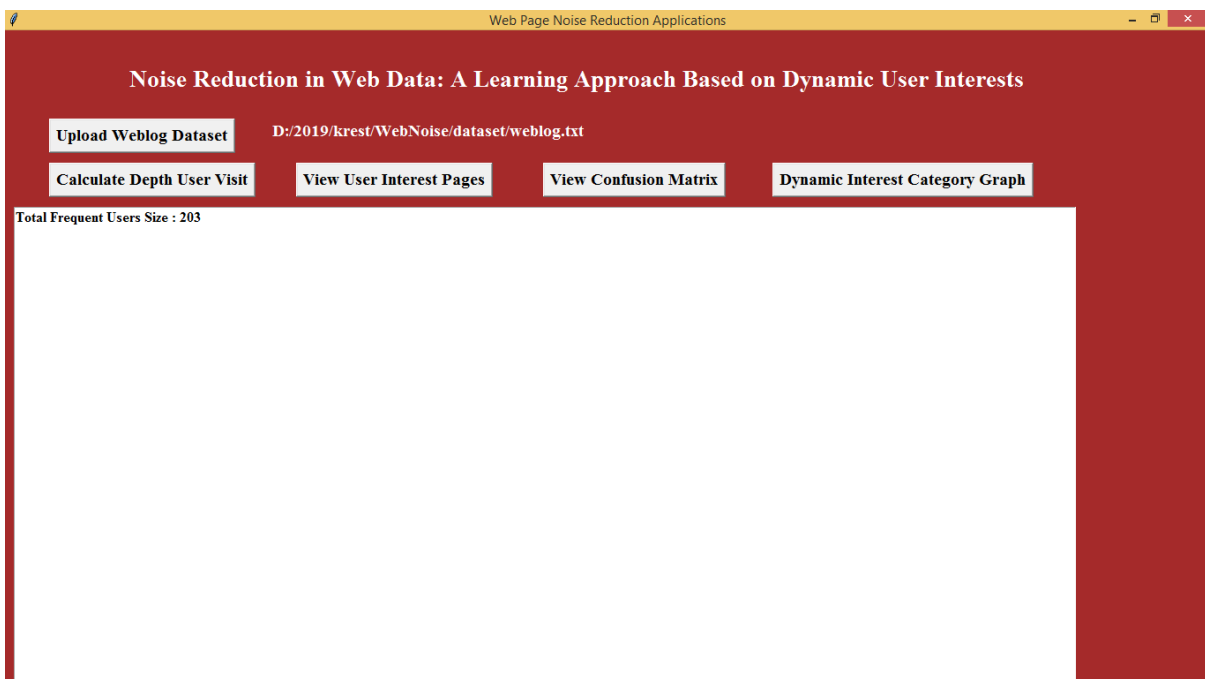 Web Page Noise Reduction Applications
Noise Reduction in Web Data: A Learning Approach Based on Dynamic User Interests
Upload Weblog Dataset D:/2019/krest/WebNoise/dataset/weblog.txt
Calculate Depth User Visit View User Interest Pages View Confusion Matrix Dynamic Interest Category Graph
Total Frequent Users Size : 203